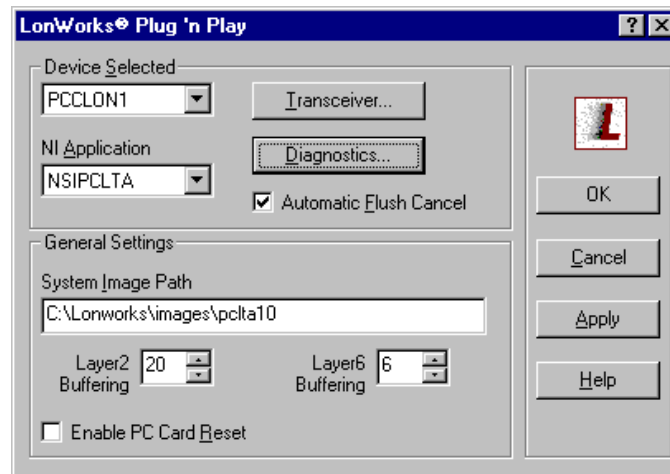 LonWorks® Plug 'n Play
Device Selected
PCCLON1
Transceiver...
NI Application
NSIPCLTA
Diagnostics...
Automatic Flush Cancel
General Settings
System Image Path
C:\Lonworks\images\pclta10
Layer2 Buffering
20
Layer6 Buffering
6
Enable PC Card Reset
L
OK
Cancel
Apply
Help